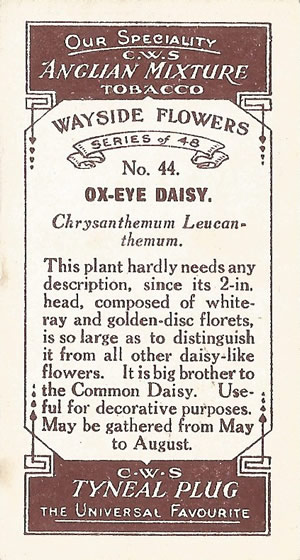 Our Speciality
C.W.S
Anglian Mixture
Tobacco
Wayside Flowers
Series of 48
No. 44.
OX-EYE DAISY.
Chrysanthemum Leucan-
themum.
This plant hardly needs any
description, since its 2-in.
head, composed of white-
ray and golden-disc florets,
is so large as to distinguish
it from all other daisy-like
flowers. It is big brother to
the Common Daisy. Use-
ful for decorative purposes.
May be gathered from May
to August.
C.W.S
Tyneal Plug
The Universal Favourite